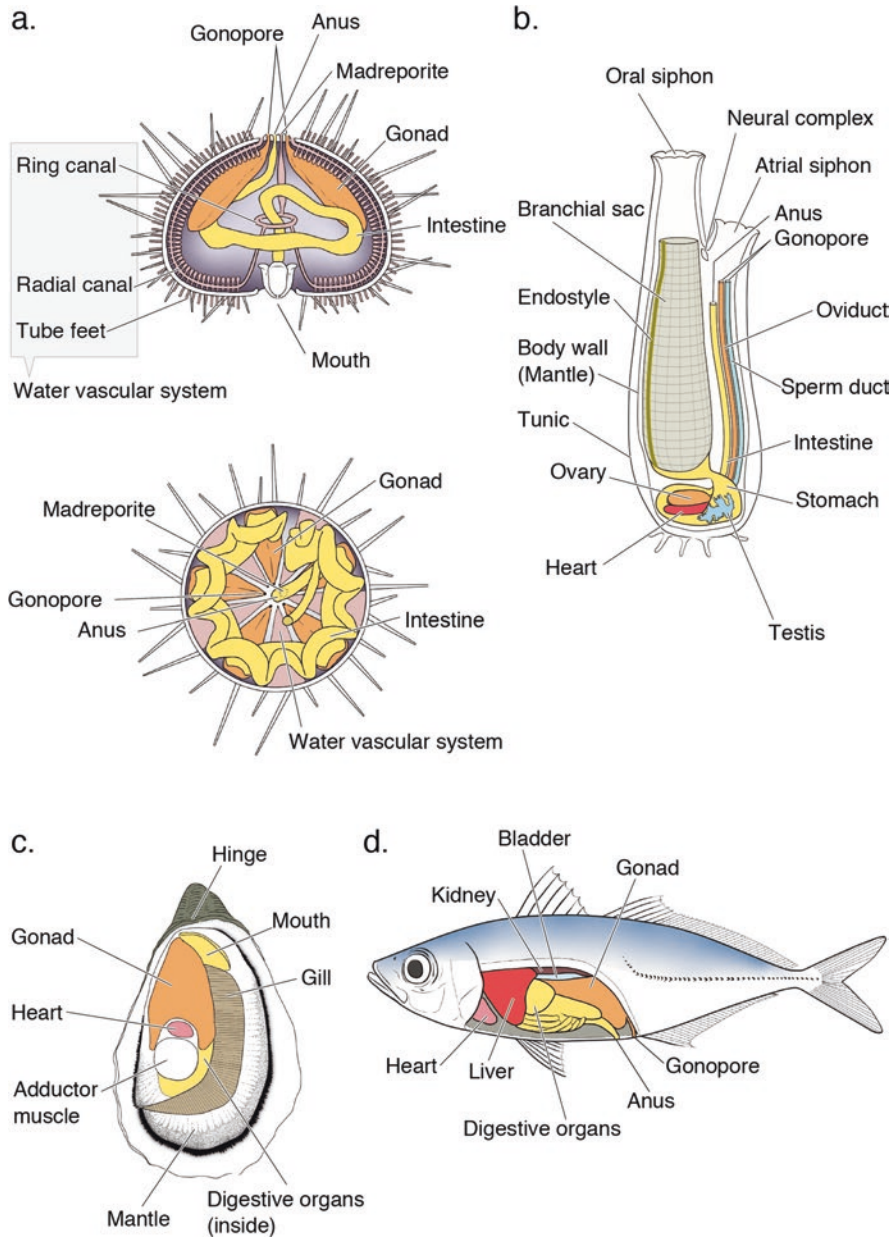 a.
Gonopore
Anus
Madreporite
Gonad
Ring canal
Intestine
Radial canal
Tube feet
Mouth
Water vascular system
Madreporite
Gonad
Gonopore
Anus
Intestine
Water vascular system
b.
Oral siphon
Neural complex
Atrial siphon
Branchial sac
Anus
Gonopore
Endostyle
Oviduct
Body wall
(Mantle)
Sperm duct
Tunic
Intestine
Ovary
Stomach
Heart
Testis
c.
Hinge
Mouth
Gonad
Gill
Heart
Adductor
muscle
Mantle
Digestive organs
(inside)
d.
Bladder
Gonad
Kidney
Heart
Liver
Gonopore
Anus
Digestive organs